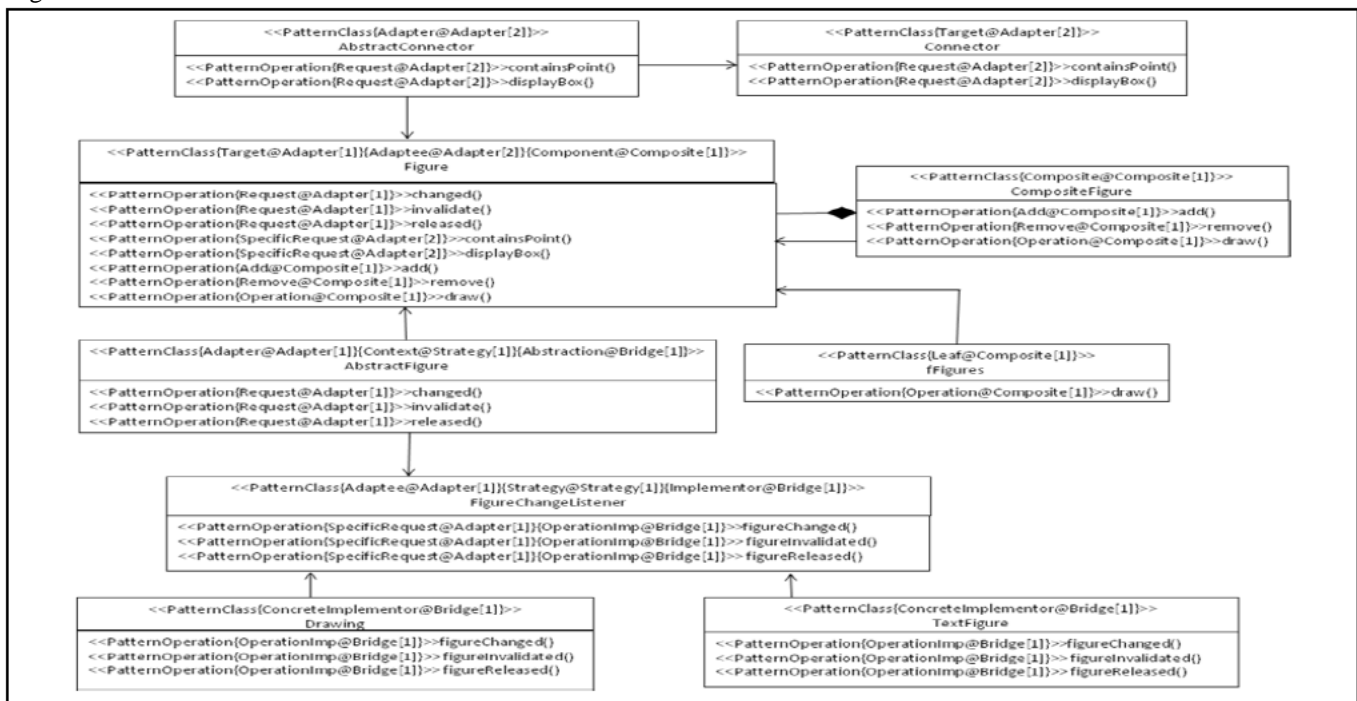 <<PatternClass{Adapter@Adapter[2]}>>
AbstractConnector
<<PatternOperation{Request@Adapter[2]}>>containsPoint()
<<PatternOperation{Request@Adapter[2]}>>displayBox()
<<PatternClass{Target@Adapter[2]}>>
Connector
<<PatternOperation{Request@Adapter[2]}>>containsPoint()
<<PatternOperation{Request@Adapter[2]}>>displayBox()
<<PatternClass{Target@Adapter[1]}{Adaptee@Adapter[2]}{Component@Composite[1]}>>
Figure
<<PatternOperation{Request@Adapter[1]}>>changed()
<<PatternOperation{Request@Adapter[1]}>>invalidate()
<<PatternOperation{Request@Adapter[1]}>>released()
<<PatternOperation{SpecificRequest@Adapter[2]}>>containsPoint()
<<PatternOperation{SpecificRequest@Adapter[2]}>>displayBox()
<<PatternOperation{Add@Composite[1]}>>add()
<<PatternOperation{Remove@Composite[1]}>>remove()
<<PatternOperation{Operation@Composite[1]}>>draw()
<<PatternClass{Composite@Composite[1]}>>
CompositeFigure
<<PatternOperation{Add@Composite[1]}>>add()
<<PatternOperation{Remove@Composite[1]}>>remove()
<<PatternOperation{Operation@Composite[1]}>>draw()
<<PatternClass{Adapter@Adapter[1]}{Context@Strategy[1]}{Abstraction@Bridge[1]}>>
AbstractFigure
<<PatternOperation{Request@Adapter[1]}>>changed()
<<PatternOperation{Request@Adapter[1]}>>invalidate()
<<PatternOperation{Request@Adapter[1]}>>released()
<<PatternClass{Leaf@Composite[1]}>>
fFigures
<<PatternOperation{Operation@Composite[1]}>>draw()
<<PatternClass{Adaptee@Adapter[1]}{Strategy@Strategy[1]}{Implementor@Bridge[1]}>>
FigureChangeListener
<<PatternOperation{SpecificRequest@Adapter[1]}{OperationImp@Bridge[1]}>>figureChanged()
<<PatternOperation{SpecificRequest@Adapter[1]}{OperationImp@Bridge[1]}>> figureInvalidated()
<<PatternOperation{SpecificRequest@Adapter[1]}{OperationImp@Bridge[1]}>> figureReleased()
<<PatternClass{ConcreteImplementor@Bridge[1]}>>
Drawing
<<PatternOperation{OperationImp@Bridge[1]}>>figureChanged()
<<PatternOperation{OperationImp@Bridge[1]}>> figureInvalidated()
<<PatternOperation{OperationImp@Bridge[1]}>> figureReleased()
<<PatternClass{ConcreteImplementor@Bridge[1]}>>
TextFigure
<<PatternOperation{OperationImp@Bridge[1]}>>figureChanged()
<<PatternOperation{OperationImp@Bridge[1]}>> figureInvalidated()
<<PatternOperation{OperationImp@Bridge[1]}>> figureReleased()